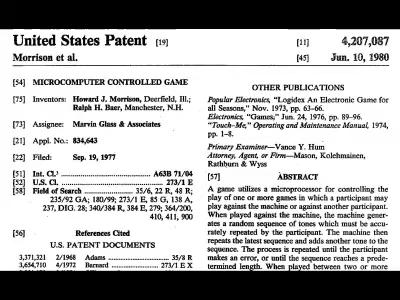 United States Patent [19]
[11] 4,207,087
Morrison et al.
[45] Jun. 10, 1980
[54] MICROCOMPUTER CONTROLLED GAME
[75] Inventors: Howard J. Morrison, Deerfield, Ill.;
Ralph H. Baer, Manchester, N.H.
[73] Assignee: Marvin Glass & Associates
[21] Appl. No.: 834,643
[22] Filed: Sep. 19, 1977
[51] Int. Cl.³ ............ A63B 71/04
[52] U.S. Cl. ............ 273/1 E
[58] Field of Search ............ 35/6, 22 R, 48 R;
235/92 GA; 180/99; 273/1 E, 85 G, 138 A,
237, DIG. 28; 340/384 R, 384 E, 279; 364/200,
410, 411, 900
[56] References Cited
U.S. PATENT DOCUMENTS
3,371,321 2/1968 Adams ............ 35/8 R
3,654,710 4/1972 Barnard ............ 273/1 E X
OTHER PUBLICATIONS
Popular Electronics, "Logidex An Electronic Game for
all Seasons," Nov. 1973, pp. 63-66.
Electronics, "Games," Jun. 24, 1976, pp. 89-96.
"Touch-Me," Operating and Maintenance Manual, 1974,
pp. 1-8.
Primary Examiner—Vance Y. Hum
Attorney, Agent, or Firm—Mason, Kolehmainen,
Rathburn & Wyss
[57] ABSTRACT
A game utilizes a microprocessor for controlling the
play of one or more games in which a participant may
play against the machine or against another participant.
When played against the machine, the machine gener-
ates a random sequence of tones which must be accu-
rately repeated by the participant. The machine then
repeats the latest sequence and adds another tone to the
sequence. The process is repeated until the participant
makes an error, or until the sequence reaches a prede-
termined length. When played between two or more